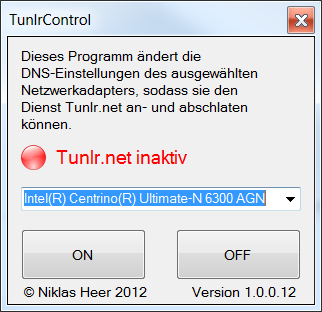 TunlrControl
Dieses Programm ändert die
DNS-Einstellungen des ausgewählten
Netzwerkadapters, sodass sie den
Dienst Tunlr.net an- und abschlaten
können.
Tunlr.net inaktiv
Intel(R) Centrino(R) Ultimate-N 6300 AGN
ON
OFF
© Niklas Heer 2012
Version 1.0.0.12